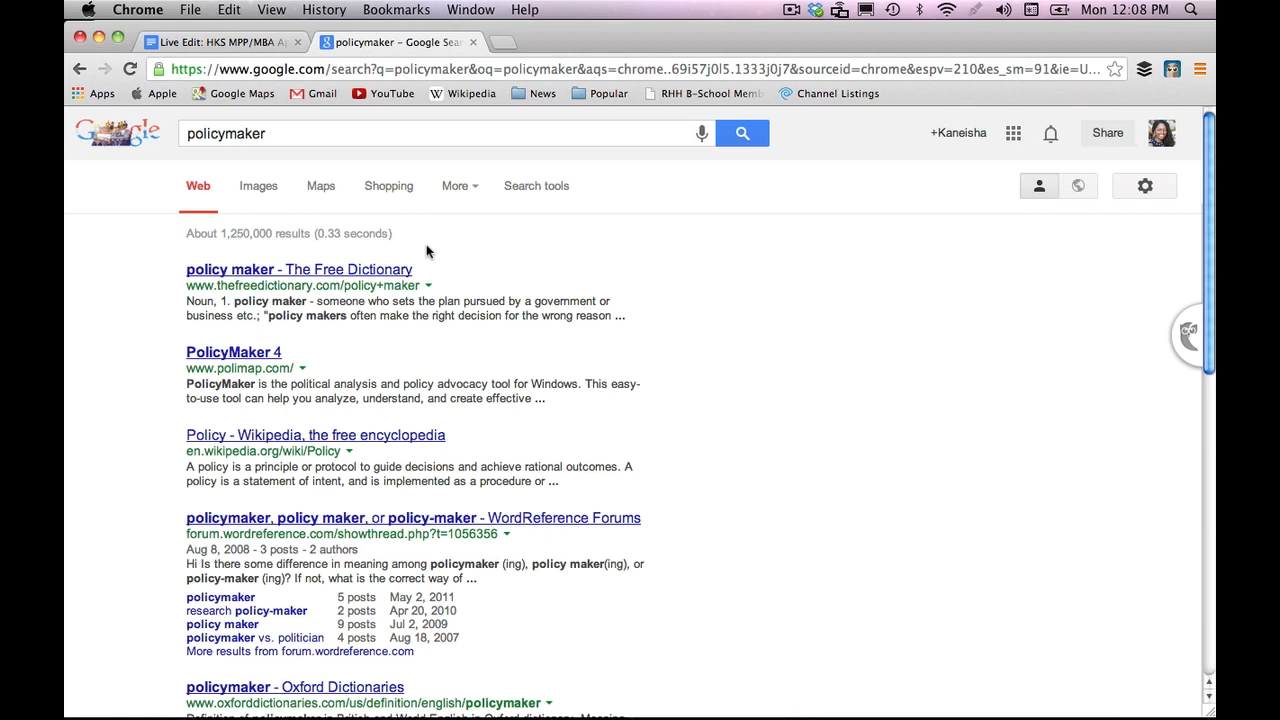 Chrome File Edit View History Bookmarks Window Help Mon 12:08 PM
Live Edit: HKS MPP/MBA Ap
policymaker - Google Sear
https://www.google.com/search?q=policymaker&oq=policymaker&aqs=chrome..69i57j0l5.1333j0j7&sourceid=chrome&espv=210&es_sm=91&ie=U...
Apps Apple Google Maps Gmail YouTube Wikipedia News Popular RHH B-School Memb Channel Listings
Google policymaker +Kaneisha Share
Web Images Maps Shopping More Search tools
About 1,250,000 results (0.33 seconds)
policy maker - The Free Dictionary
www.thefreedictionary.com/policy+maker
Noun, 1. policy maker - someone who sets the plan pursued by a government or
business etc.; "policy makers often make the right decision for the wrong reason ...
PolicyMaker 4
www.polimap.com/
PolicyMaker is the political analysis and policy advocacy tool for Windows. This easy-
to-use tool can help you analyze, understand, and create effective ...
Policy - Wikipedia, the free encyclopedia
en.wikipedia.org/wiki/Policy
A policy is a principle or protocol to guide decisions and achieve rational outcomes. A
policy is a statement of intent, and is implemented as a procedure or ...
policymaker, policy maker, or policy-maker - WordReference Forums
forum.wordreference.com/showthread.php?t=1056356
Aug 8, 2008 - 3 posts - 2 authors
Hi Is there some difference in meaning among policymaker (ing), policy maker(ing), or
policy-maker (ing)? If not, what is the correct way of ...
policymaker 5 posts May 2, 2011
research policy-maker 2 posts Apr 20, 2010
policy maker 9 posts Jul 2, 2009
policymaker vs. politician 4 posts Aug 18, 2007
More results from forum.wordreference.com
policymaker - Oxford Dictionaries
www.oxforddictionaries.com/us/definition/english/policymaker